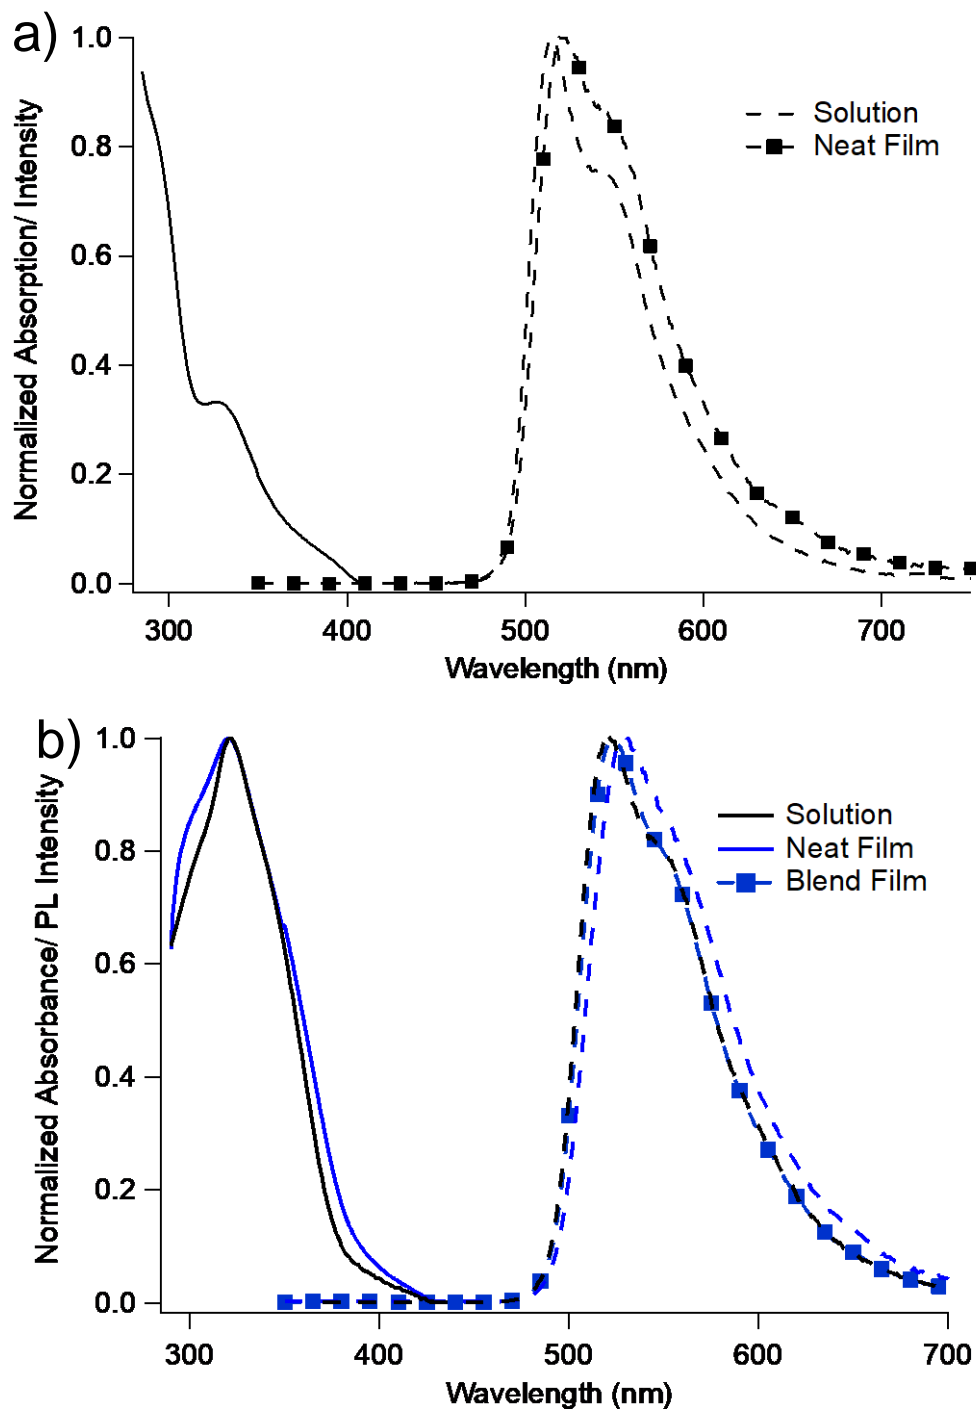 a)
1.0
0.8
0.6
0.4
0.2
0.0
Normalized Absorption/ Intensity
Solution
Neat Film
300 400 500 600 700
Wavelength (nm)
b)
1.0
0.8
0.6
0.4
0.2
0.0
Normalized Absorbance/ PL Intensity
Solution
Neat Film
Blend Film
300 400 500 600 700
Wavelength (nm)